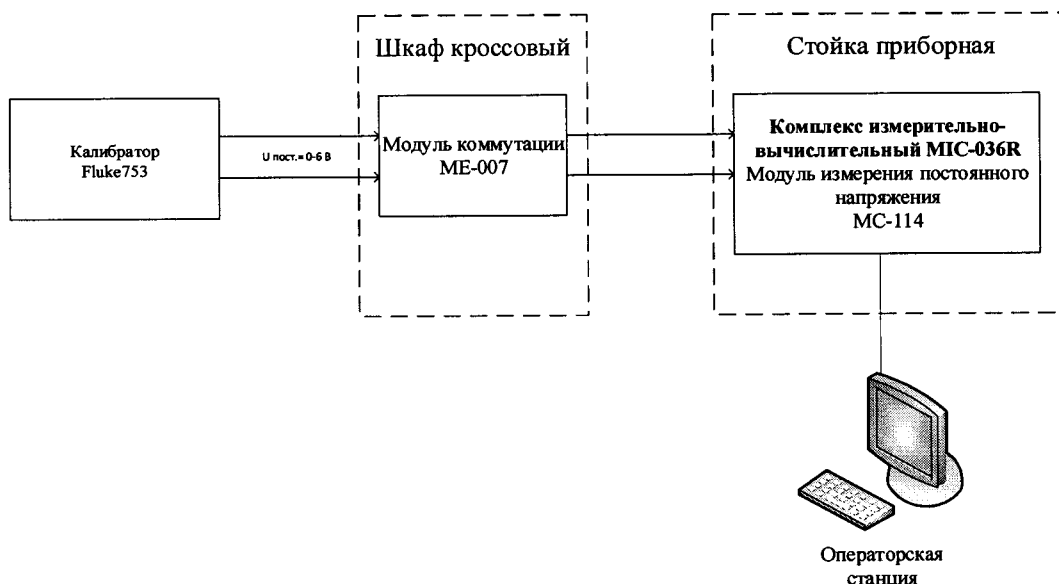 Шкаф кроссовый
Стойка приборная
Калибратор
Fluke753
U пост.= 0-6 В
Модуль коммутации
МЕ-007
Комплекс измерительно-
вычислительный MIC-036R
Модуль измерения постоянного
напряжения
МС-114
Операторская
станция